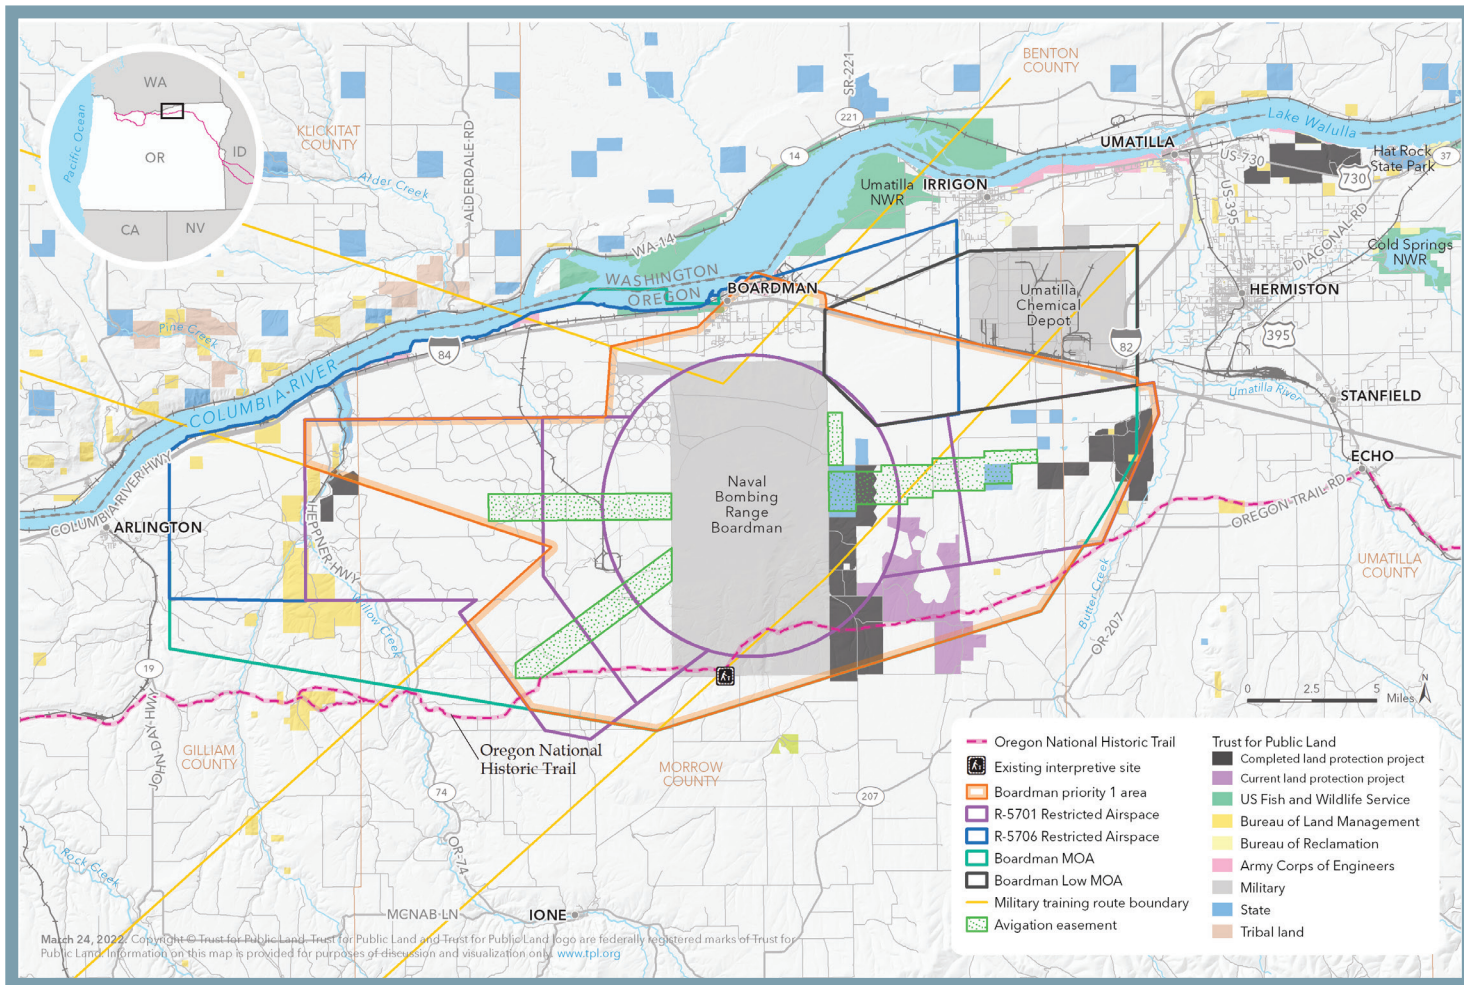 WA
Pacific Ocean
OR
ID
CA
NV
KLICKITAT
COUNTY
Alder Creek
ALDERDALE-RD
SR-221
221
14
BENTON
COUNTY
UMATILLA
Lake Walulla
US-730
Hat Rock
State Park
37
730
US-395
Umatilla
NWR
IRRIGON
WA-14
WASHINGTON
OREGON
BOARDMAN
Umatilla
Chemical
Depot
DIAGONAL-RD
Cold Springs
NWR
HERMISTON
82
395
Pine Creek
84
COLUMBIA-RIVER
Umatilla River
STANFIELD
ECHO
COLUMBIA-RIVER-HWY
ARLINGTON
HEPPNER-HWY
Naval
Bombing
Range
Boardman
OREGON-TRAIL-RD
UMATILLA
COUNTY
Willow Creek
Butter Creek
OR-207
19
JOHN-DAY-HWY
GILLIAM
COUNTY
Oregon National
Historic Trail
MORROW
COUNTY
74
207
OR-74
Rock Creek
MCNAB-LN
IONE
0 2.5 5
Miles
N
Oregon National Historic Trail
Existing interpretive site
Boardman priority 1 area
R-5701 Restricted Airspace
R-5706 Restricted Airspace
Boardman MOA
Boardman Low MOA
Military training route boundary
Avigation easement
Trust for Public Land
Completed land protection project
Current land protection project
US Fish and Wildlife Service
Bureau of Land Management
Bureau of Reclamation
Army Corps of Engineers
Military
State
Tribal land
March 24, 2022. Copyright © Trust for Public Land. Trust for Public Land and Trust for Public Land logo are federally registered marks of Trust for
Public Land. Information on this map is provided for purposes of discussion and visualization only. www.tpl.org